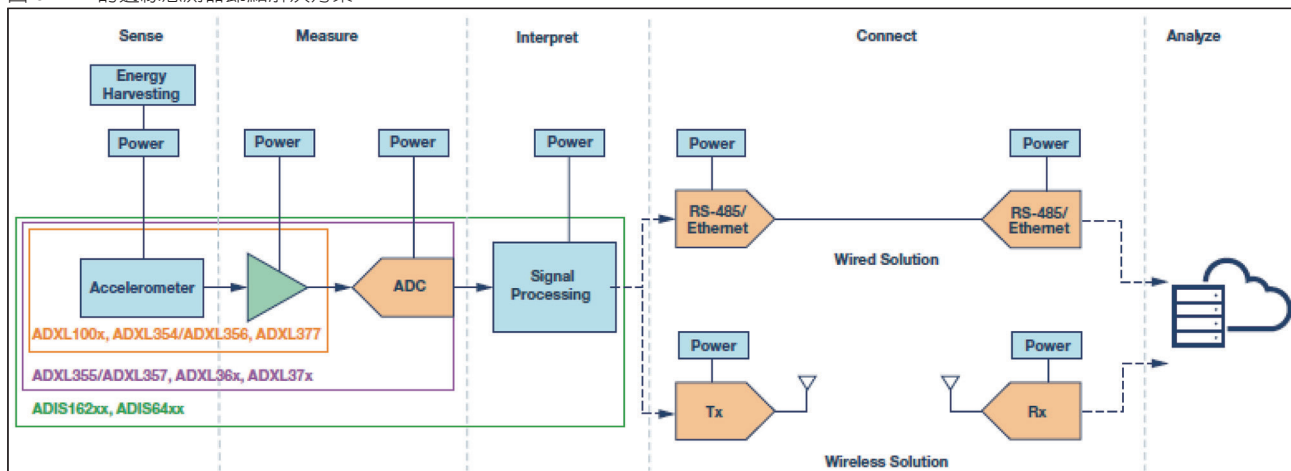 Sense
Measure
Interpret
Connect
Analyze
Energy
Harvesting
Power
Power
Power
Power
Power
Power
RS-485/
Ethernet
RS-485/
Ethernet
Wired Solution
Accelerometer
ADC
Signal
Processing
ADXL100x, ADXL354/ADXL356, ADXL377
ADXL355/ADXL357, ADXL36x, ADXL37x
ADIS162xx, ADIS64xx
Power
Power
Tx
Rx
Wireless Solution